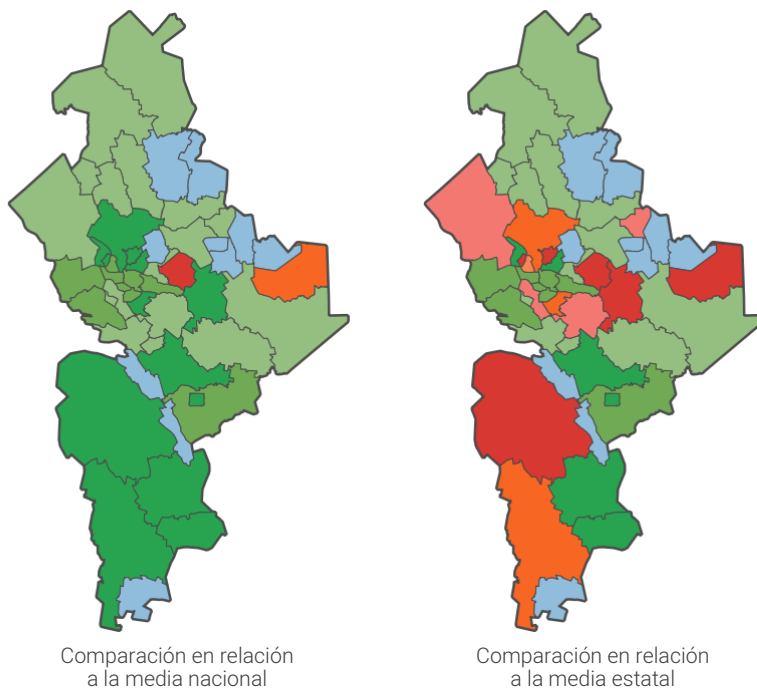 Comparación en relación
a la media nacional
Comparación en relación
a la media estatal